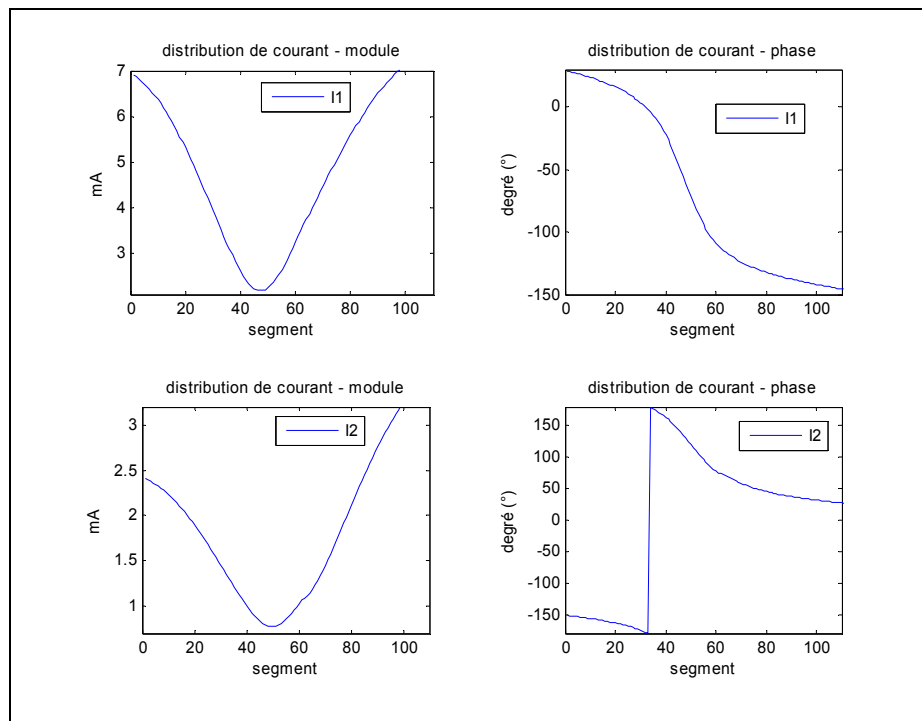 distribution de courant - module
7
6
5
4
3
mA
I1
0 20 40 60 80 100
segment
distribution de courant - phase
0
-50
-100
-150
degré (°)
I1
0 20 40 60 80 100
segment
distribution de courant - module
3
2.5
2
1.5
1
mA
I2
0 20 40 60 80 100
segment
distribution de courant - phase
150
100
50
0
-50
-100
-150
degré (°)
I2
0 20 40 60 80 100
segment